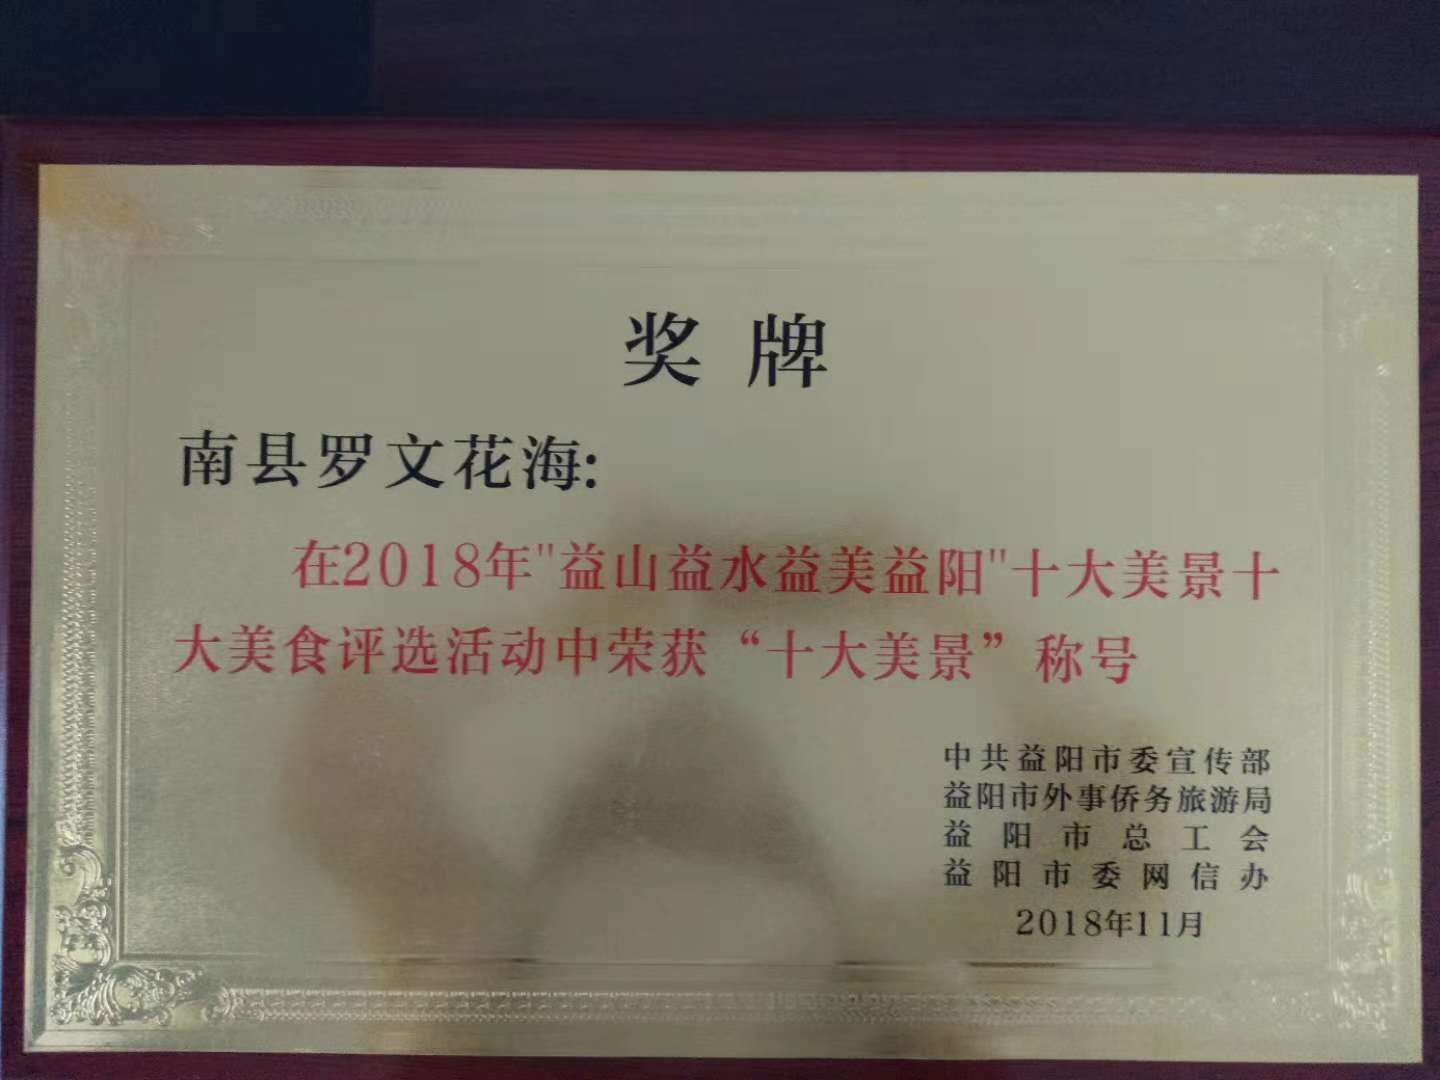 奖牌
南县罗文花海:
在2018年"益山益水益美益阳"十大美景十
大美食评选活动中荣获“十大美景”称号
中共益阳市委宣传部
益阳市外事侨务旅游局
益阳市总工会
益阳市委网信办
2018年11月